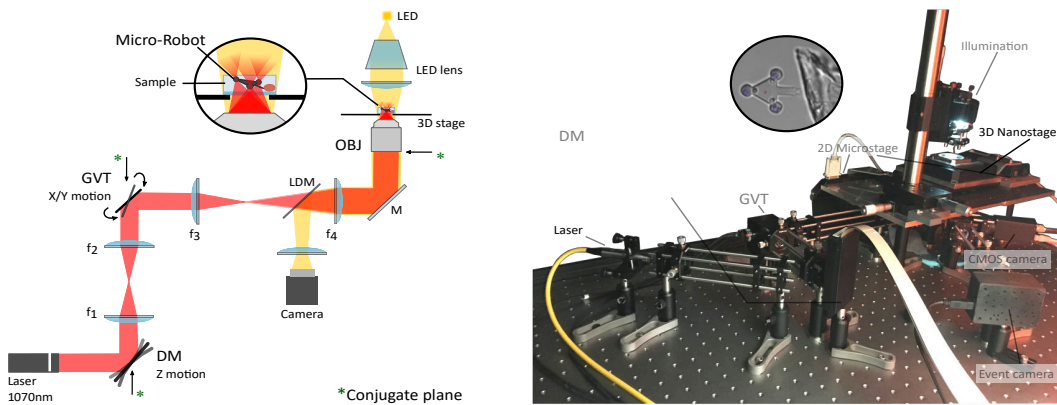 LED
Micro-Robot
Sample
LED lens
3D stage
OBJ
*
*
GVT
X/Y motion
LDM
M
f3
f4
f2
Camera
f1
DM
Z motion
Laser
1070nm
*
*Conjugate plane
Illumination
DM
3D Nanostage
2D Microstage
GVT
Laser
CMOS camera
Event camera